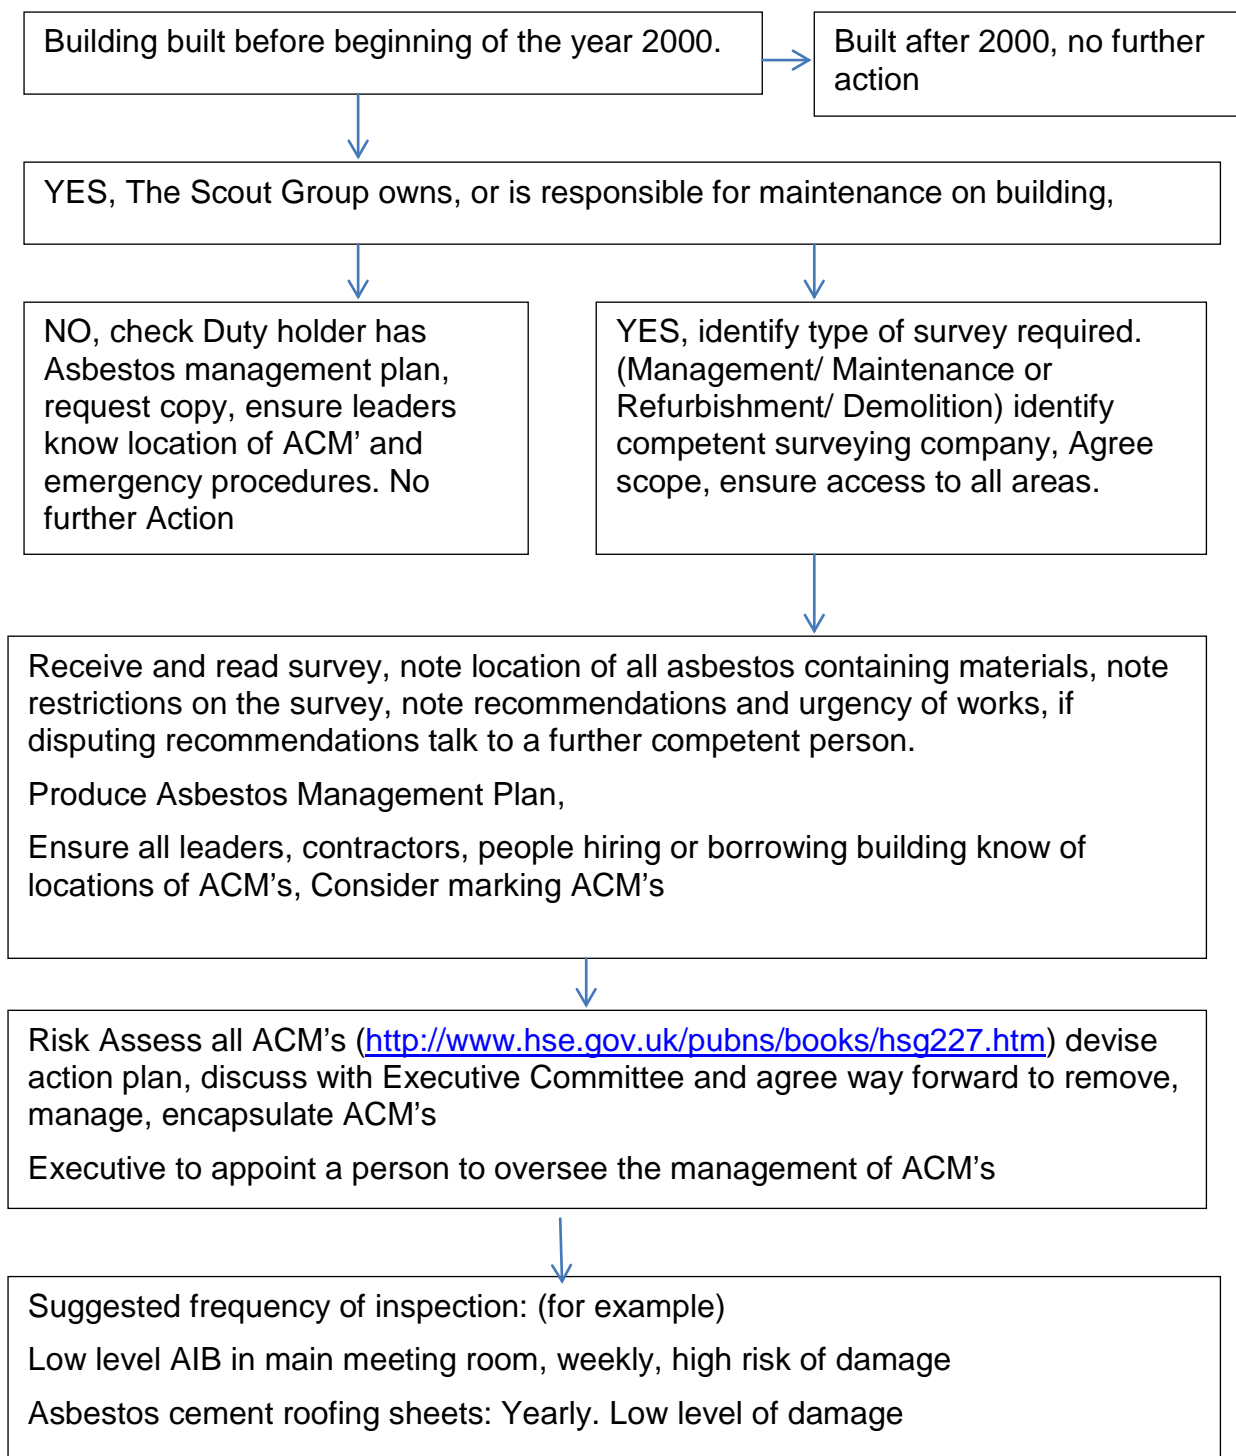 Building built before beginning of the year 2000.
Built after 2000, no further
action
YES, The Scout Group owns, or is responsible for maintenance on building,
NO, check Duty holder has
Asbestos management plan,
request copy, ensure leaders
know location of ACM’ and
emergency procedures. No
further Action
YES, identify type of survey required.
(Management/ Maintenance or
Refurbishment/ Demolition) identify
competent surveying company, Agree
scope, ensure access to all areas.
Receive and read survey, note location of all asbestos containing materials, note
restrictions on the survey, note recommendations and urgency of works, if
disputing recommendations talk to a further competent person.
Produce Asbestos Management Plan,
Ensure all leaders, contractors, people hiring or borrowing building know of
locations of ACM’s, Consider marking ACM’s
Risk Assess all ACM’s (http://www.hse.gov.uk/pubns/books/hsg227.htm) devise
action plan, discuss with Executive Committee and agree way forward to remove,
manage, encapsulate ACM’s
Executive to appoint a person to oversee the management of ACM’s
Suggested frequency of inspection: (for example)
Low level AIB in main meeting room, weekly, high risk of damage
Asbestos cement roofing sheets: Yearly. Low level of damage